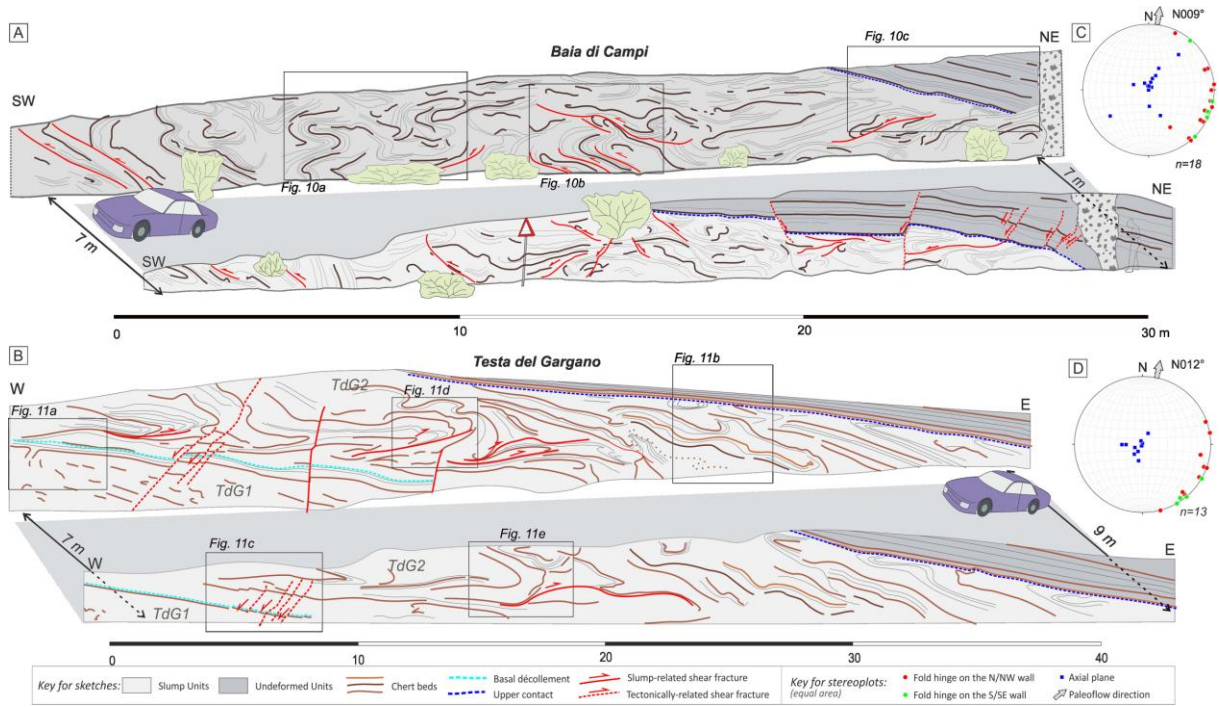 A
Baia di Campi
Fig. 10c
NE
C
N
N009°
SW
Fig. 10a
Fig. 10b
n=18
7 m
7 m
NE
SW
0
10
20
30 m
B
Testa del Gargano
W
TdG2
Fig. 11b
Fig. 11d
Fig. 11a
E
D
N
N012°
TdG1
n=13
7 m
9 m
W
Fig. 11c
TdG2
Fig. 11e
E
TdG1
0
10
20
30
40
Key for sketches:
Slump Units
Undeformed Units
Chert beds
Basal décollement
Upper contact
Slump-related shear fracture
Tectonically-related shear fracture
Key for stereoplots:
(equal area)
Fold hinge on the N/NW wall
Fold hinge on the S/SE wall
Axial plane
Paleoflow direction